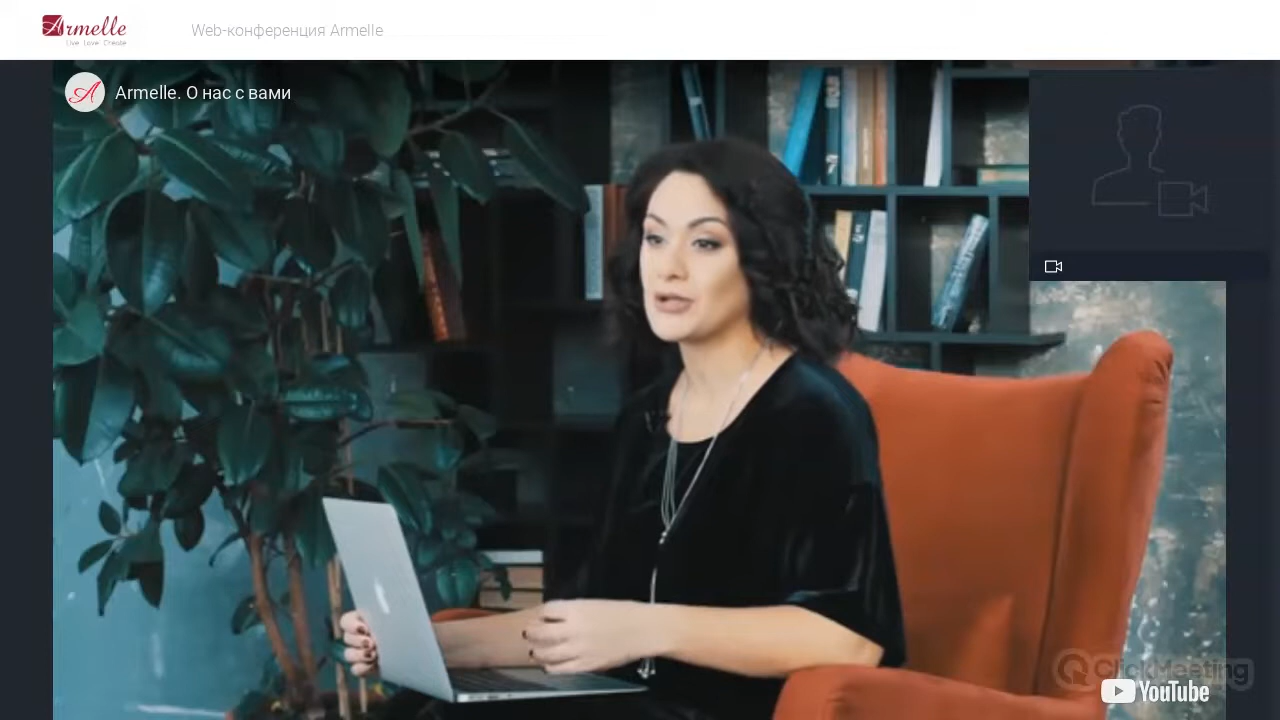 Armelle
Live Love Create
Web-конференция Armelle
Armelle. О нас с вами
ClickMeeting
YouTube